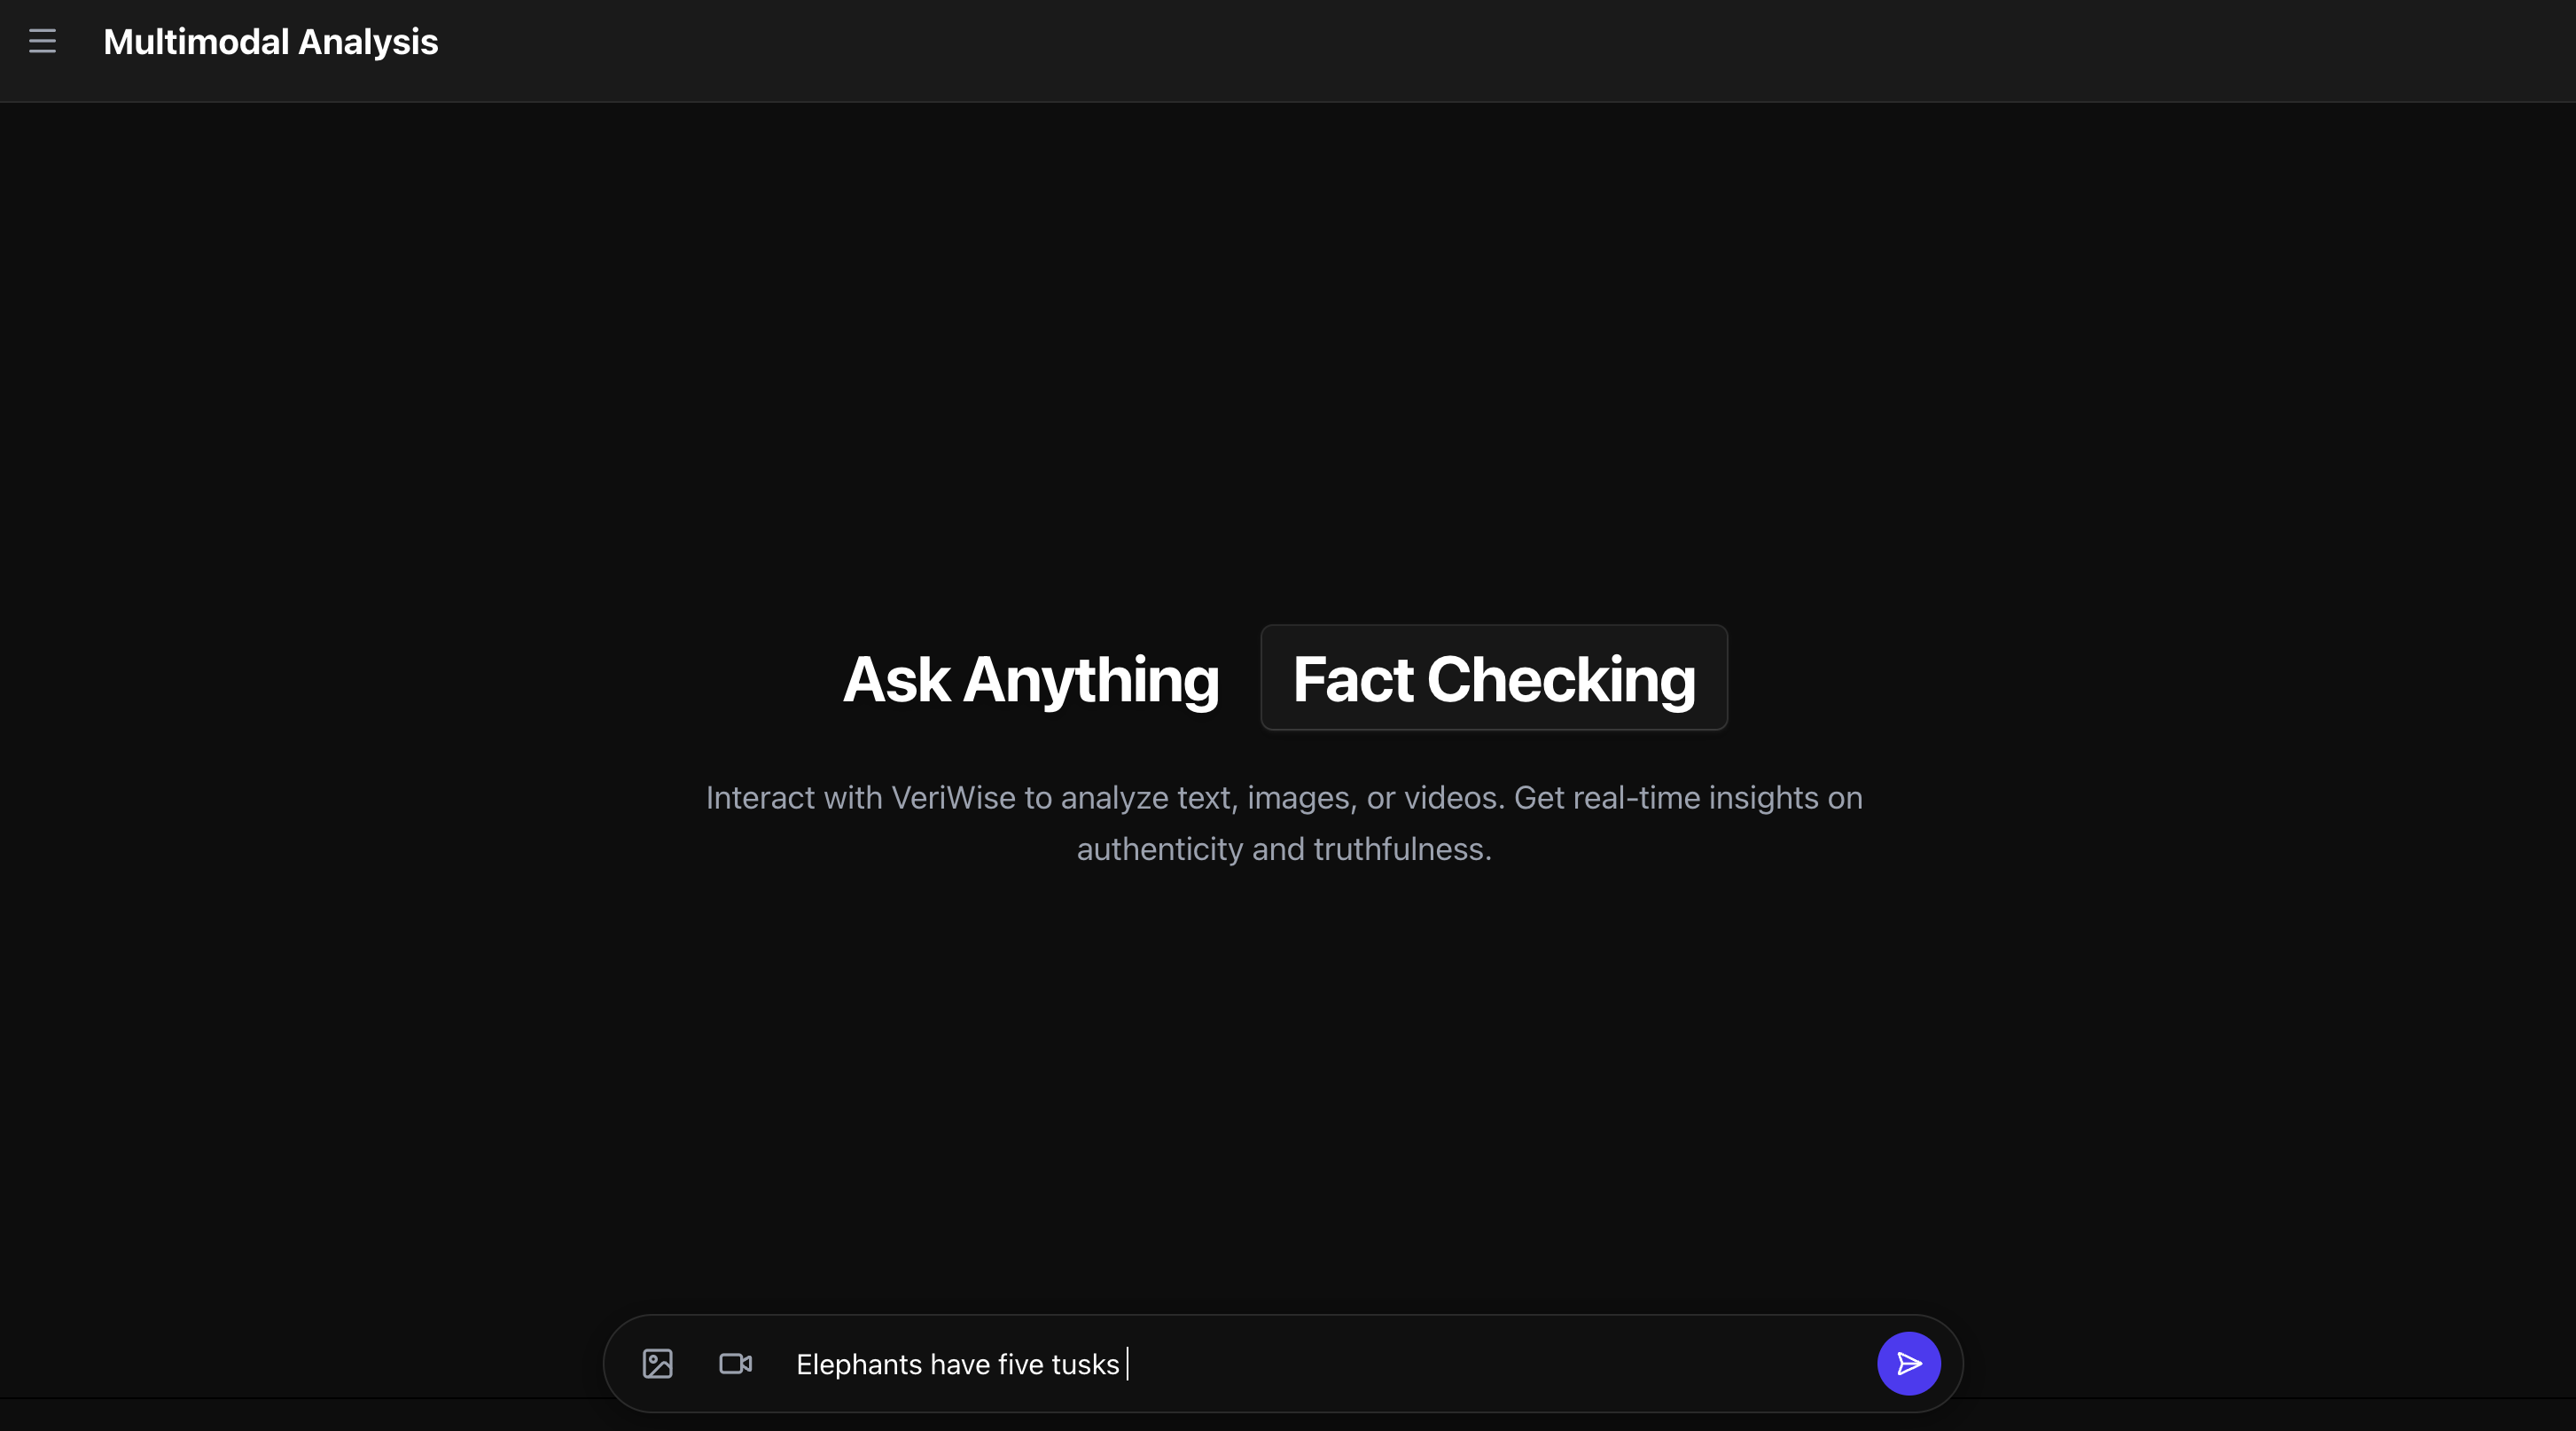 Multimodal Analysis
Ask Anything Fact Checking
Interact with VeriWise to analyze text, images, or videos. Get real-time insights on
authenticity and truthfulness.
Elephants have five tusks